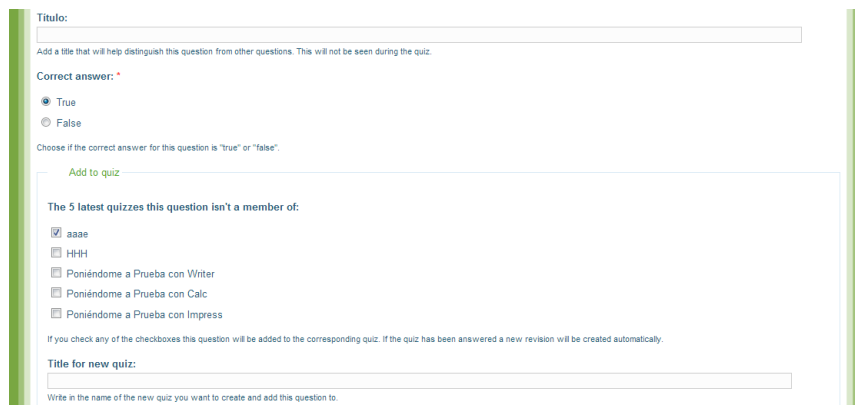 Titulo:
Add a title that will help distinguish this question from other questions. This will not be seen during the quiz.
Correct answer: *
True
False
Choose if the correct answer for this question is "true" or "false".
Add to quiz
The 5 latest quizzes this question isn't a member of:
aaae
HHH
Poniéndome a Prueba con Writer
Poniéndome a Prueba con Calc
Poniéndome a Prueba con Impress
If you check any of the checkboxes this question will be added to the corresponding quiz. If the quiz has been answered a new revision will be created automatically.
Title for new quiz:
Write in the name of the new quiz you want to create and add this question to.